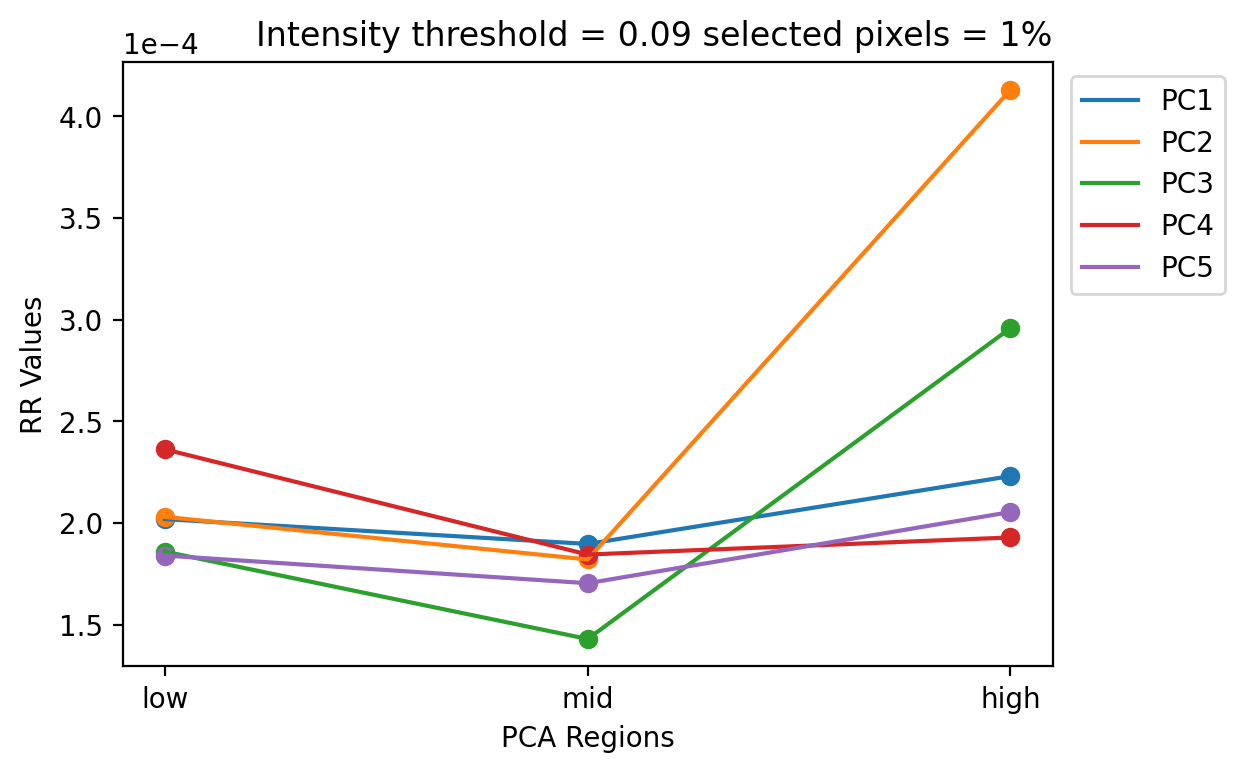 Intensity threshold = 0.09 selected pixels = 1%
1e−4
4.0
3.5
3.0
2.5
2.0
1.5
RR Values
low
mid
high
PCA Regions
PC1
PC2
PC3
PC4
PC5